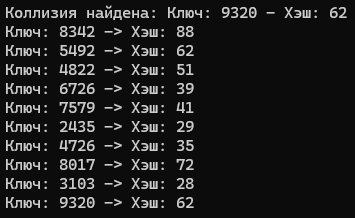 Коллизия найдена: Ключ: 9320 - Хэш: 62
Ключ: 8342 -> Хэш: 88
Ключ: 5492 -> Хэш: 62
Ключ: 4822 -> Хэш: 51
Ключ: 6726 -> Хэш: 39
Ключ: 7579 -> Хэш: 41
Ключ: 2435 -> Хэш: 29
Ключ: 4726 -> Хэш: 35
Ключ: 8017 -> Хэш: 72
Ключ: 3103 -> Хэш: 28
Ключ: 9320 -> Хэш: 62